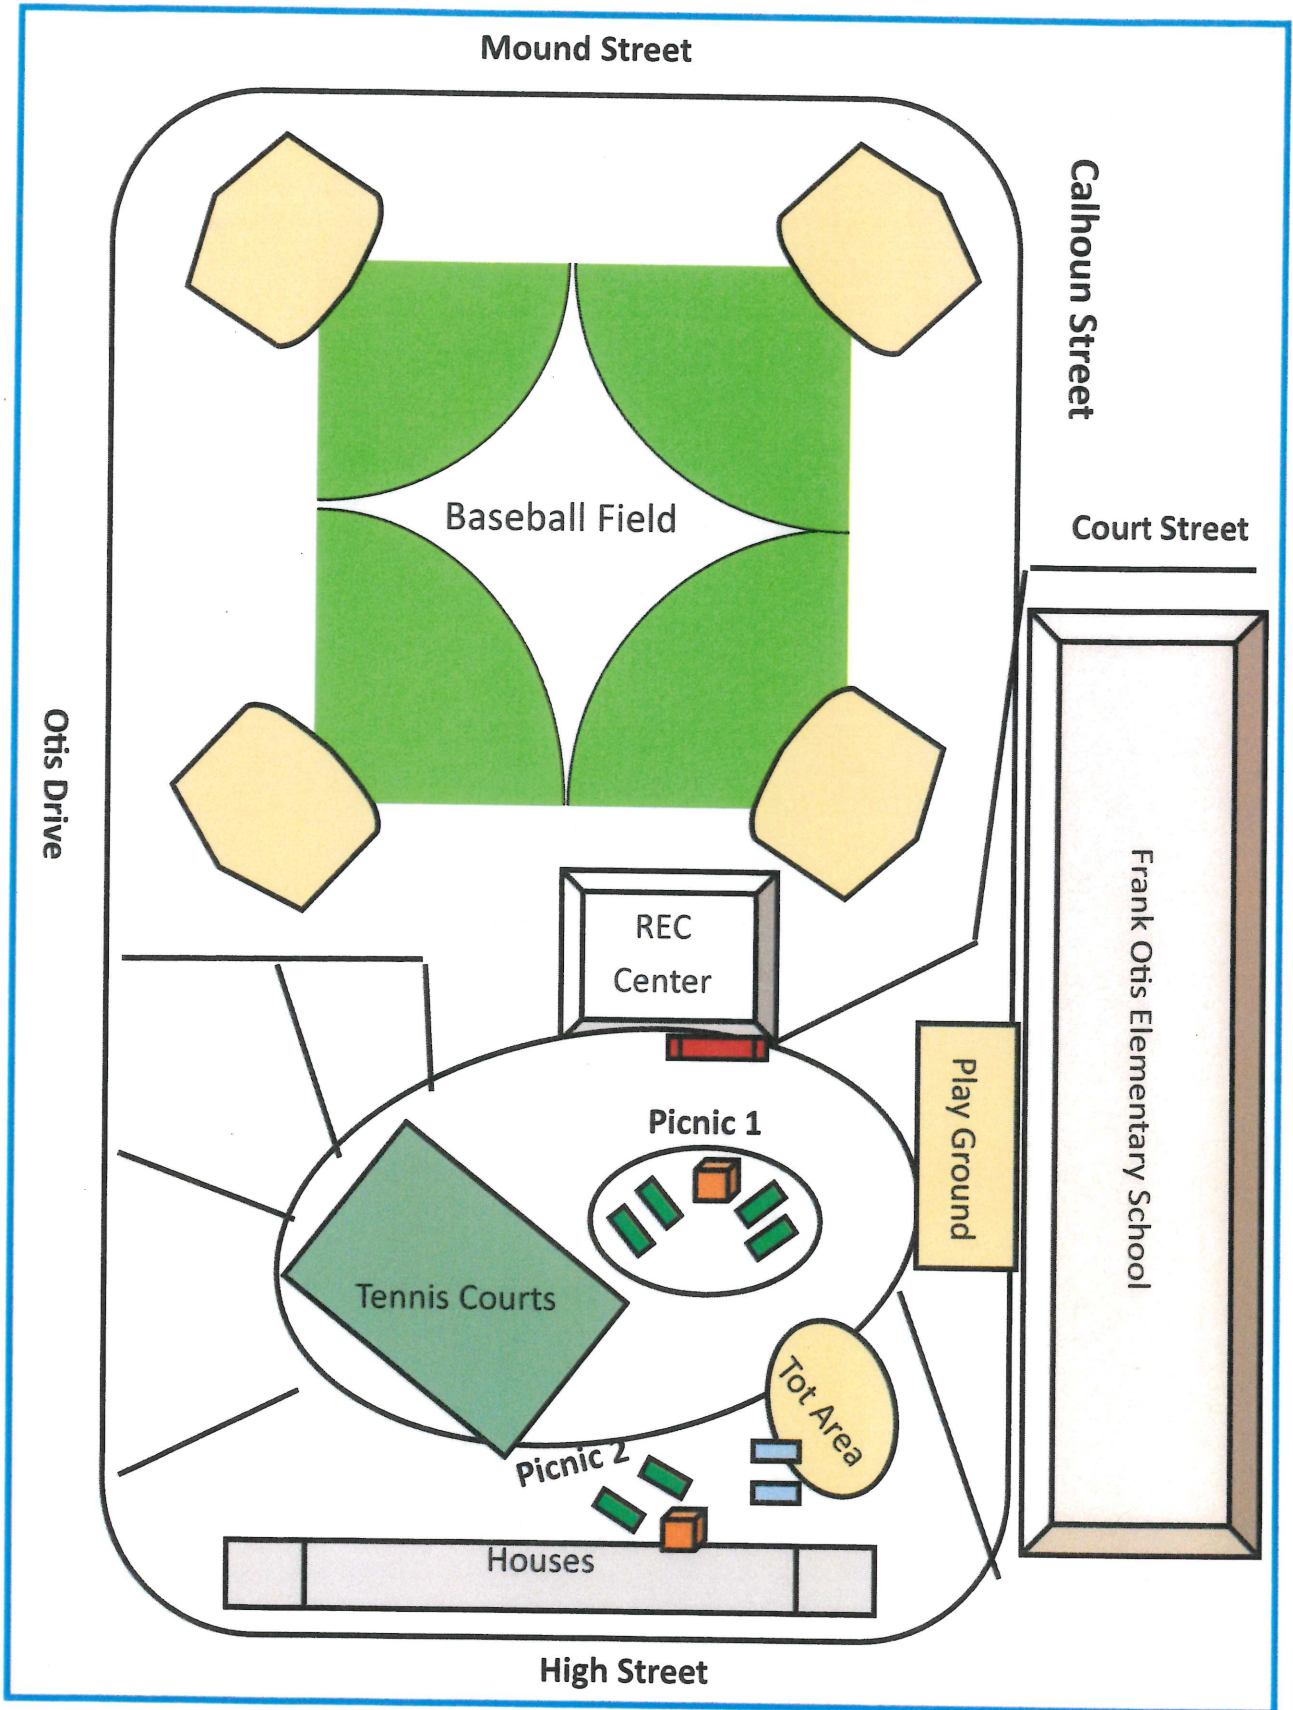 Mound Street
Calhoun Street
Court Street
Baseball Field
Otis Drive
Frank Otis Elementary School
REC
Center
Play Ground
Picnic 1
Tennis Courts
Tot Area
Picnic 2
Houses
High Street